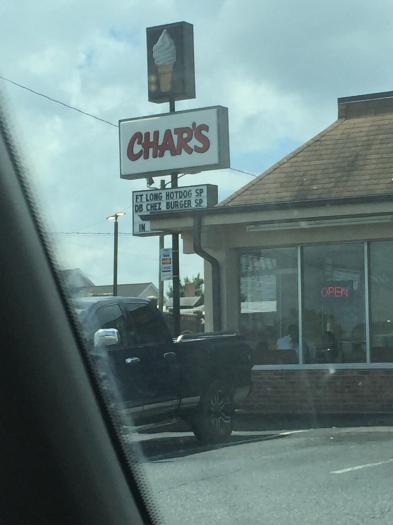 CHAR'S
FT LONG HOTDOG SP
DB CHEZ BURGER SP
IN
OPEN